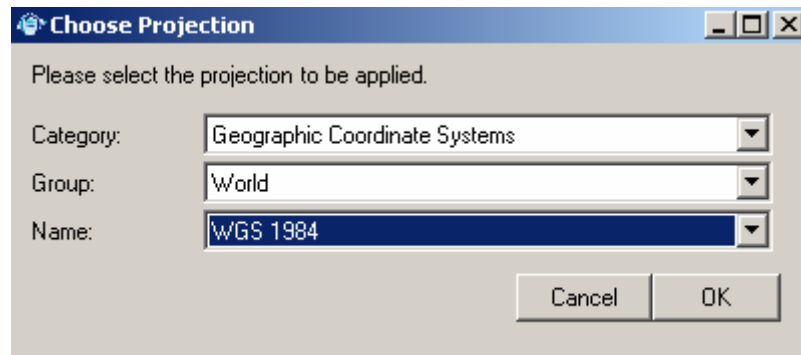 Choose Projection
Please select the projection to be applied.
Category: Geographic Coordinate Systems
Group: World
Name: WGS 1984
Cancel OK